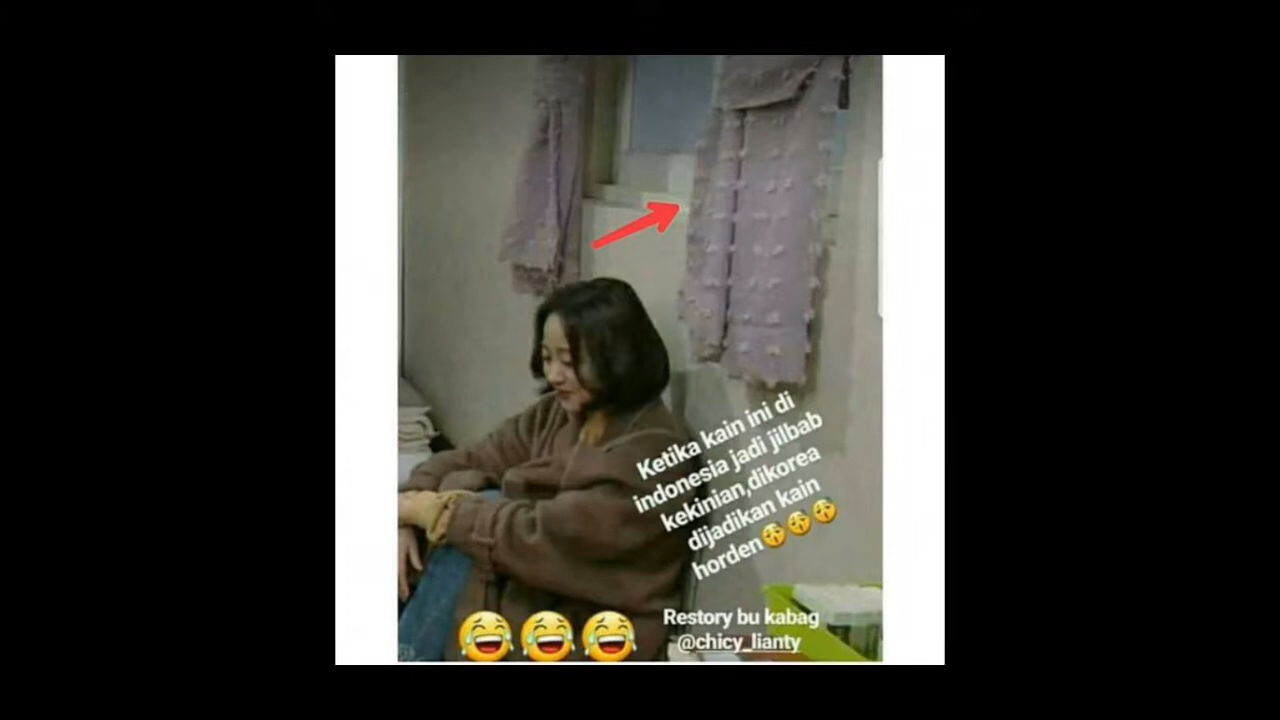 Ketika kain ini di
indonesia jadi jilbab
kekinian,dikorea
dijadikan kain
horden
Restory bu kabag
@chicy_lianty